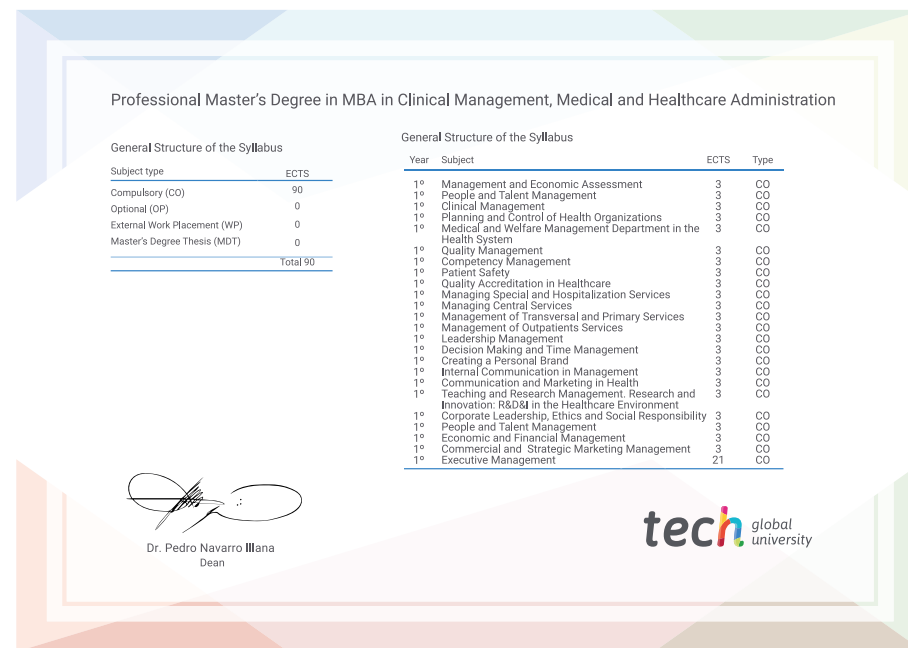 Professional Master's Degree in MBA in Clinical Management, Medical and Healthcare Administration
General Structure of the Syllabus
Subject type ECTS
Compulsory (CO) 90
Optional (OP) 0
External Work Placement (WP) 0
Master's Degree Thesis (MDT) 0
Total 90
General Structure of the Syllabus
Year Subject ECTS Type
1º Management and Economic Assessment 3 CO
1º People and Talent Management 3 CO
1º Clinical Management 3 CO
1º Planning and Control of Health Organizations 3 CO
1º Medical and Welfare Management Department in the 3 CO
Health System
1º Quality Management 3 CO
1º Competency Management 3 CO
1º Patient Safety 3 CO
1º Quality Accreditation in Healthcare 3 CO
1º Managing Special and Hospitalization Services 3 CO
1º Managing Central Services 3 CO
1º Management of Transversal and Primary Services 3 CO
1º Management of Outpatients Services 3 CO
1º Leadership Management 3 CO
1º Decision Making and Time Management 3 CO
1º Creating a Personal Brand 3 CO
1º Internal Communication in Management 3 CO
1º Communication and Marketing in Health 3 CO
1º Teaching and Research Management. Research and 3 CO
Innovation: R&D&I in the Healthcare Environment
1º Corporate Leadership, Ethics and Social Responsibility 3 CO
1º People and Talent Management 3 CO
1º Economic and Financial Management 3 CO
1º Commercial and Strategic Marketing Management 3 CO
1º Executive Management 21 CO
Dr. Pedro Navarro Illana
Dean
tech global
university